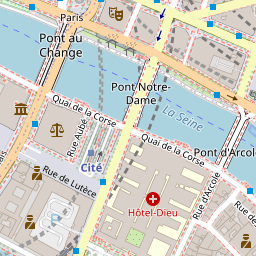 Paris
Pont au
Change
Pont Notre-
Dame
La Seine
Quai de la Corse
Quai de la Corse
Rue Aubé
Pont d'Arcol
Cité
Rue de Lutèce
Hôtel-Dieu
Rue d'Arcole